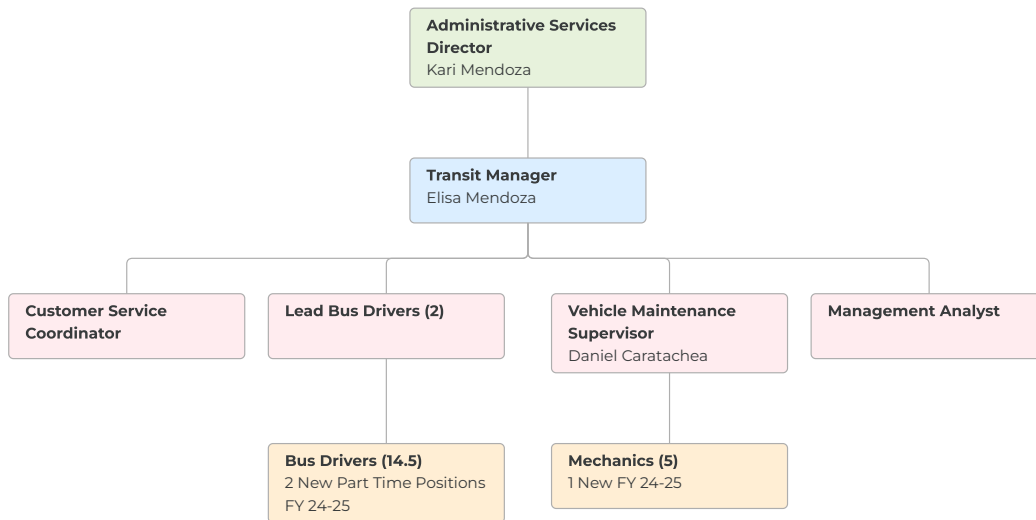 Administrative Services
Director
Kari Mendoza
Transit Manager
Elisa Mendoza
Customer Service
Coordinator
Lead Bus Drivers (2)
Vehicle Maintenance
Supervisor
Daniel Caratachea
Management Analyst
Bus Drivers (14.5)
2 New Part Time Positions
FY 24-25
Mechanics (5)
1 New FY 24-25